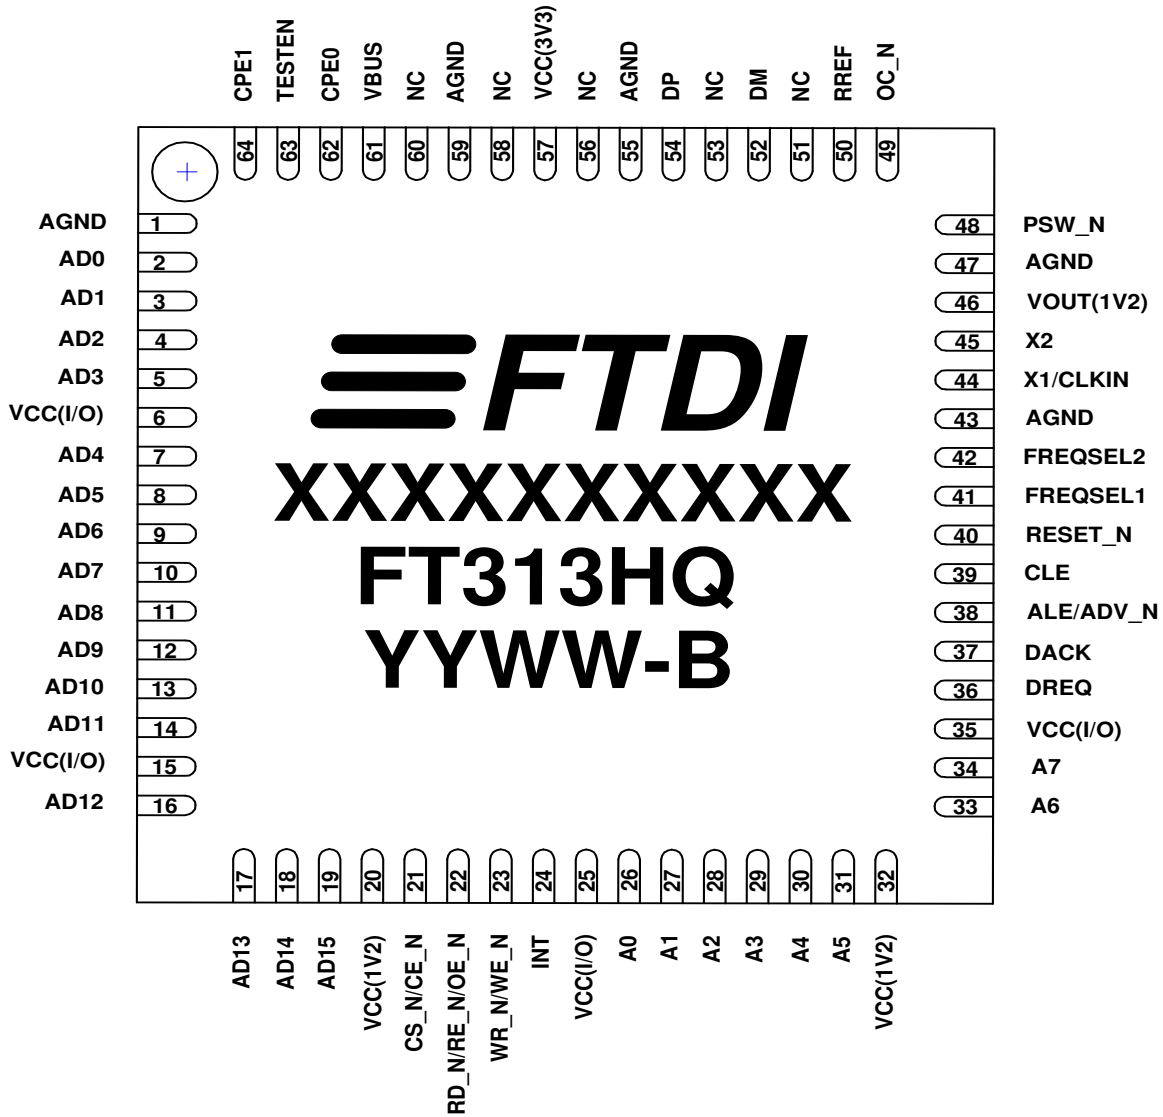 CPE1 TESTEN CPE0 VBUS NC AGND NC VCC(3V3) NC AGND DP NC DM NC RREF OC_N
64 63 62 61 60 59 58 57 56 55 54 53 52 51 50 49
AGND 1 48 PSW_N
AD0 2 47 AGND
AD1 3 46 VOUT(1V2)
AD2 4 45 X2
AD3 5 44 X1/CLKIN
VCC(I/O) 6 43 AGND
AD4 7 42 FREQSEL2
AD5 8 41 FREQSEL1
AD6 9 40 RESET_N
AD7 10 39 CLE
AD8 11 38 ALE/ADV_N
AD9 12 37 DACK
AD10 13 36 DREQ
AD11 14 35 VCC(I/O)
VCC(I/O) 15 34 A7
AD12 16 33 A6
FTDI
XXXXXXXXXX
FT313HQ
YYWW-B
17 18 19 20 21 22 23 24 25 26 27 28 29 30 31 32
AD13 AD14 AD15 VCC(1V2) CS_N/CE_N RD_N/RE_N/OE_N WR_N/WE_N INT VCC(I/O) A0 A1 A2 A3 A4 A5 VCC(1V2)